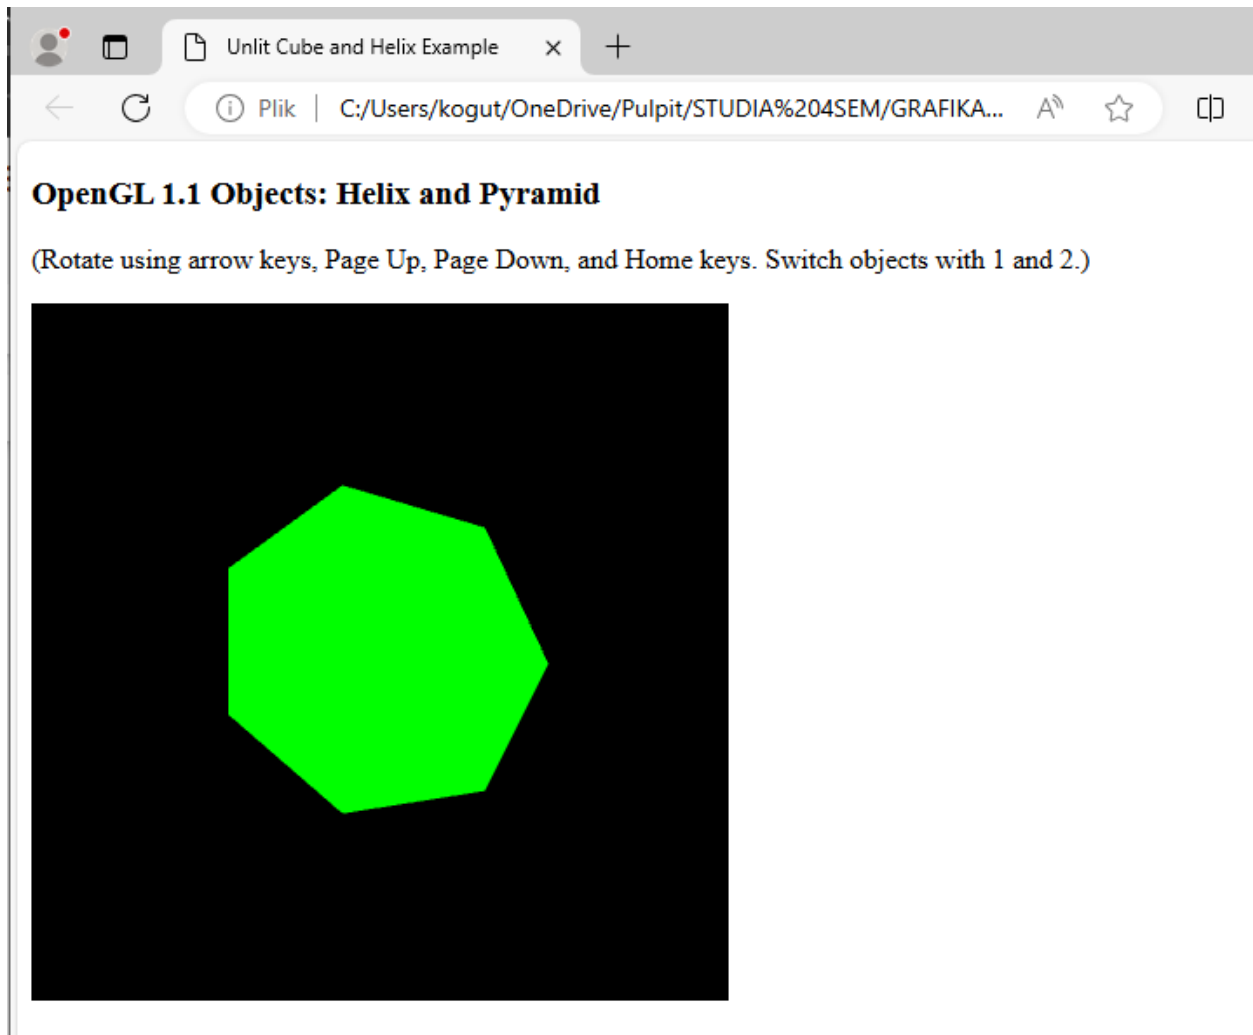 Unlit Cube and Helix Example
Plik C:/Users/kogut/OneDrive/Pulpit/STUDIA%204SEM/GRAFIKA...
OpenGL 1.1 Objects: Helix and Pyramid
(Rotate using arrow keys, Page Up, Page Down, and Home keys. Switch objects with 1 and 2.)